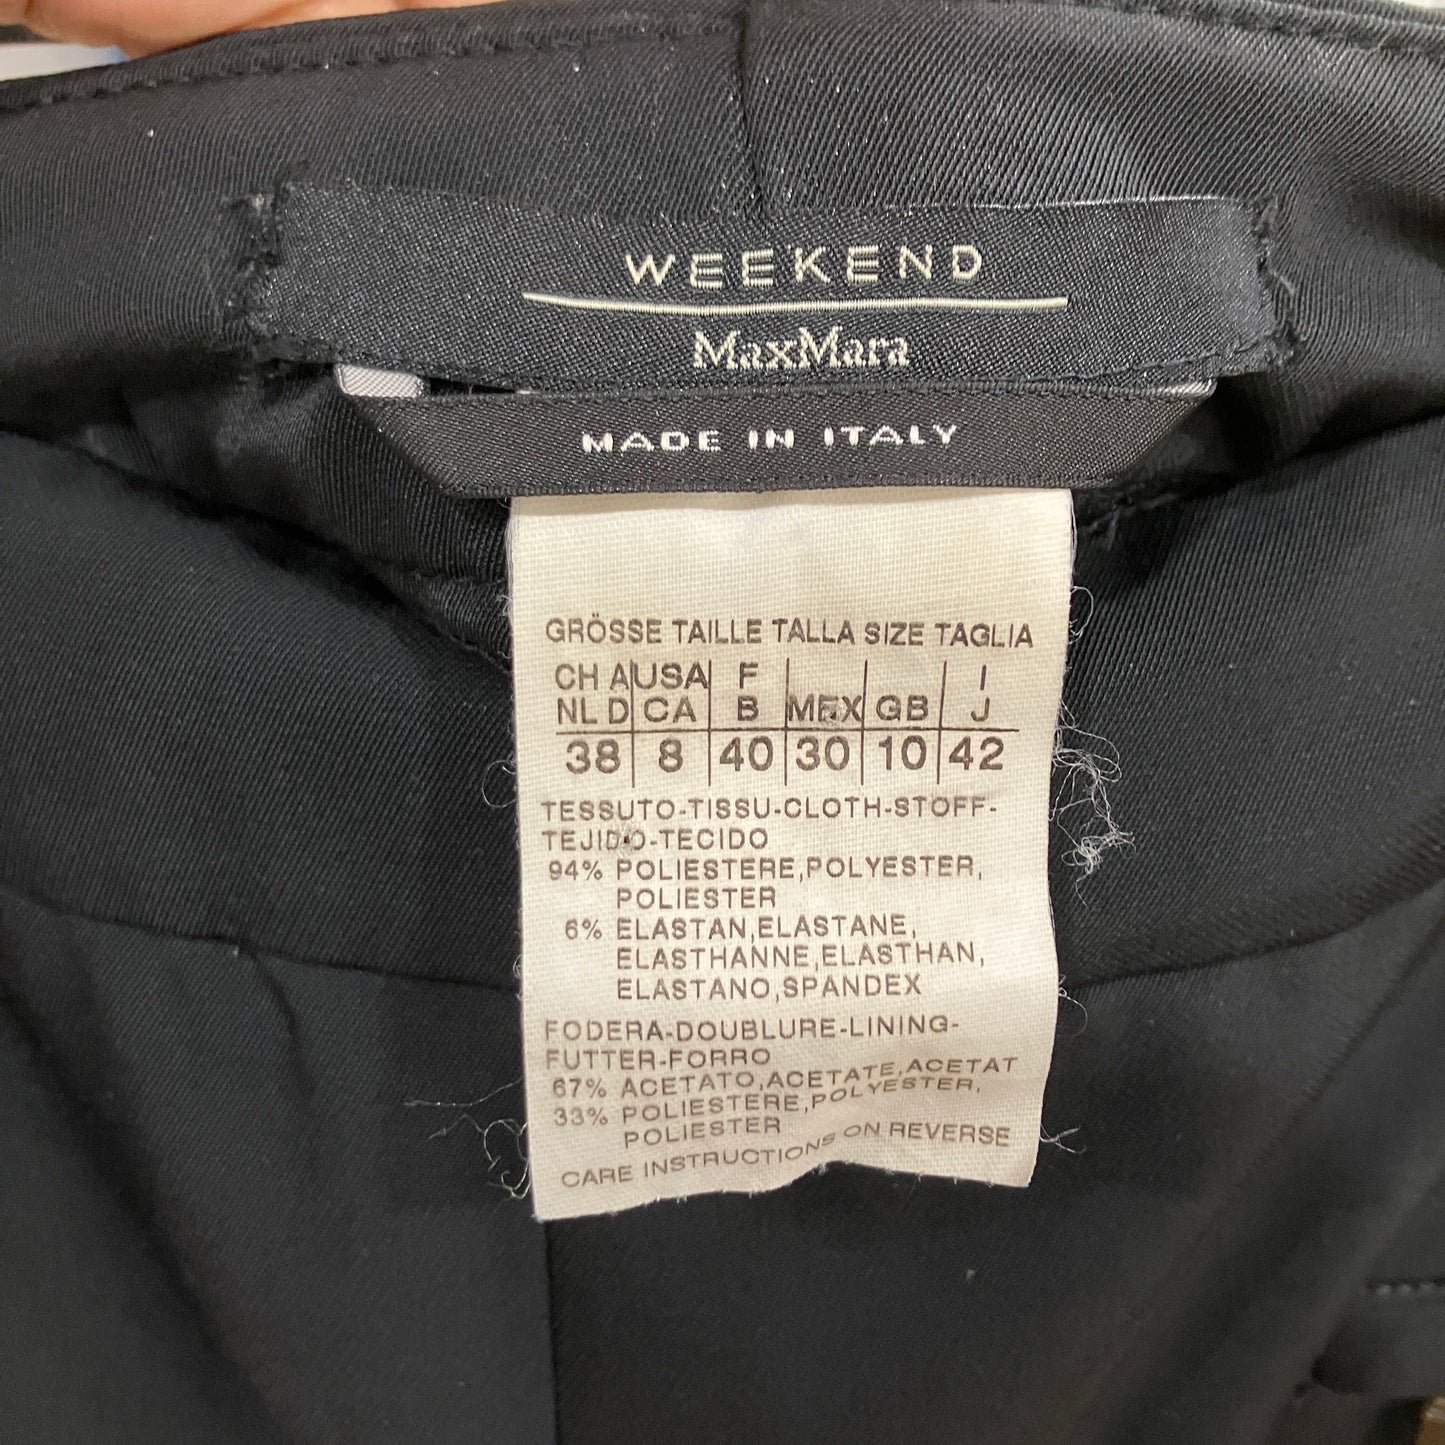 WEEKEND
MaxMara
MADE IN ITALY
GRÖSSE TAILLE TALLA SIZE TAGLIA
CH A USA F I
NL D CA B MEX GB J
38 8 40 30 10 42
TESSUTO-TISSU-CLOTH-STOFF-
TEJIDO-TECIDO
94% POLIESTERE,POLYESTER,
POLIESTER
6% ELASTAN,ELASTANE,
ELASTHANNE,ELASTHAN,
ELASTANO,SPANDEX
FODERA-DOUBLURE-LINING-
FUTTER-FORRO
67% ACETATO,ACETATE,ACETAT
33% POLIESTERE,POLYESTER,
POLIESTER
CARE INSTRUCTIONS ON REVERSE